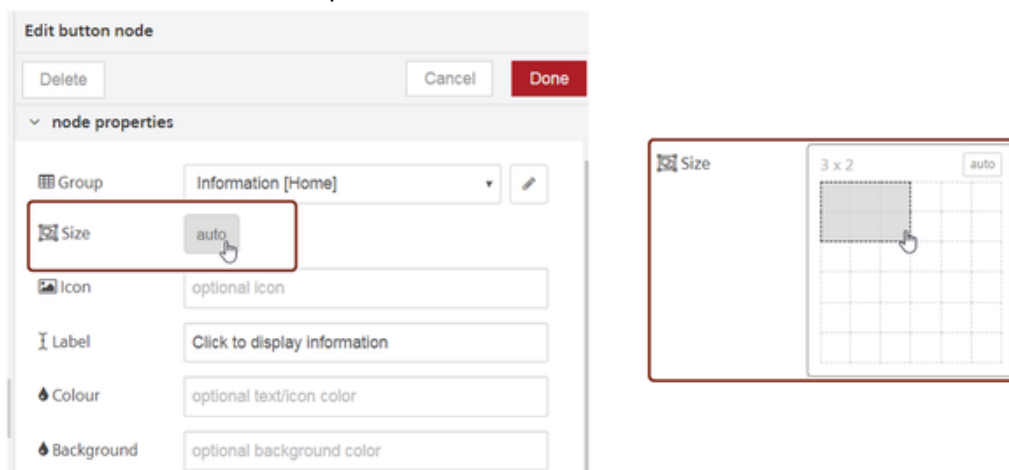 Edit button node
Delete
Cancel
Done
node properties
Group
Information [Home]
Size
auto
Icon
optional icon
Label
Click to display information
Colour
optional text/icon color
Background
optional background color
Size
3 x 2
auto